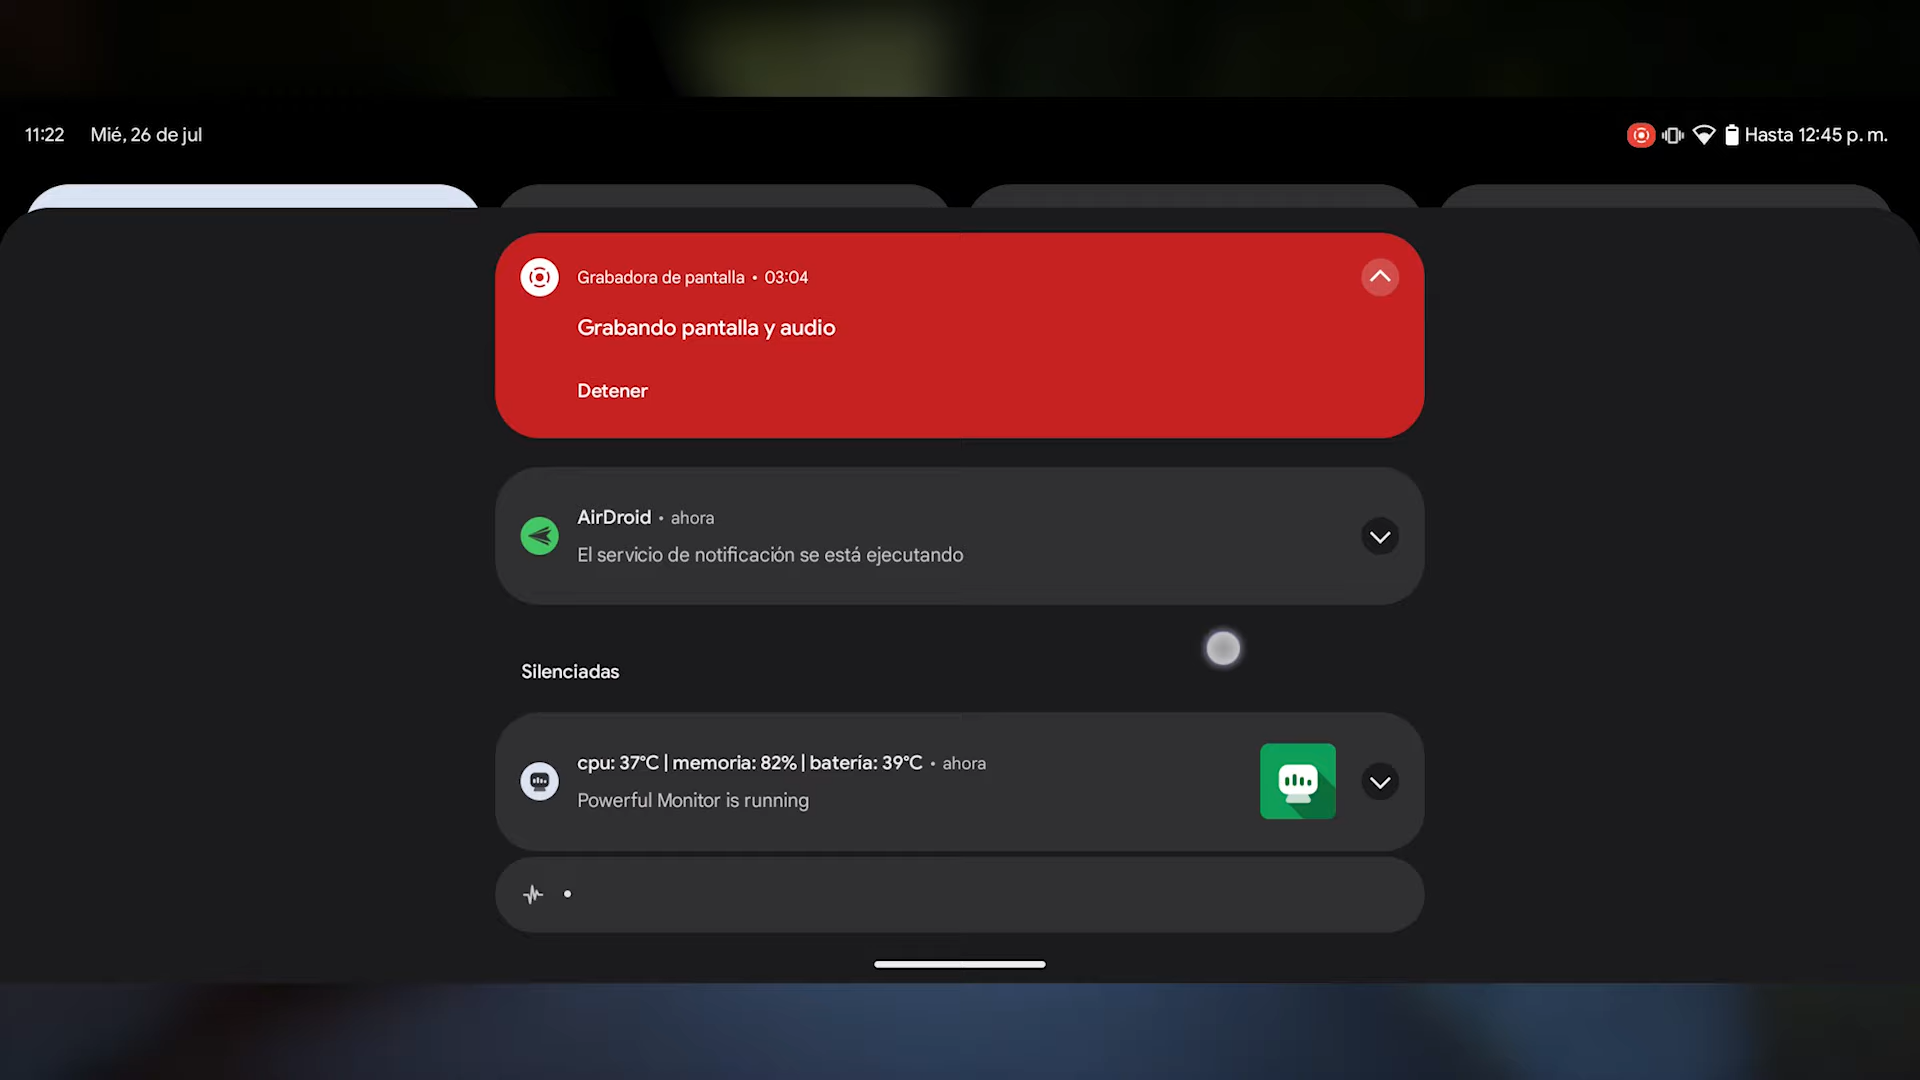 11:22 Mié, 26 de jul
Hasta 12:45 p. m.
Grabadora de pantalla • 03:04
Grabando pantalla y audio
Detener
AirDroid • ahora
El servicio de notificación se está ejecutando
Silenciadas
cpu: 37°C | memoria: 82% | batería: 39°C • ahora
Powerful Monitor is running